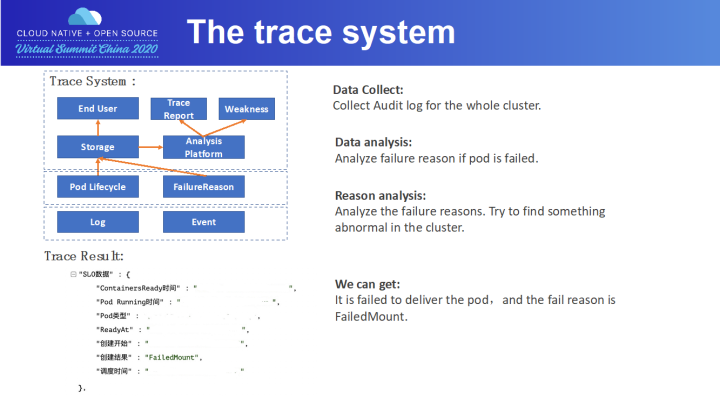 CLOUD NATIVE + OPEN SOURCE
Virtual Summit China 2020
The trace system
Trace System：
End User
Trace
Report
Weakness
Storage
Analysis
Platform
Pod Lifecycle
FailureReason
Log
Event
Trace Result:
"SLO数据" : {
"ContainersReady时间" : " ",
"Pod Running时间" : " ",
"Pod类型" : ,
"ReadyAt" : " ",
"创建开始" : " ",
"创建结果" : "FailedMount",
"调度时间" : " "
},
Data Collect:
Collect Audit log for the whole cluster.
Data analysis:
Analyze failure reason if pod is failed.
Reason analysis:
Analyze the failure reasons. Try to find something
abnormal in the cluster.
We can get:
It is failed to deliver the pod，and the fail reason is
FailedMount.